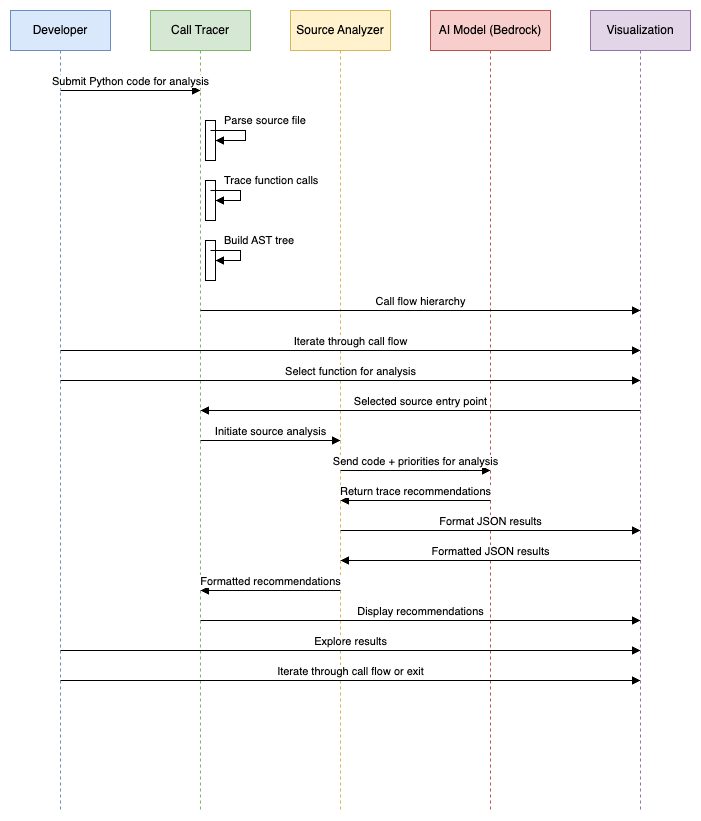 Developer
Call Tracer
Source Analyzer
AI Model (Bedrock)
Visualization
Submit Python code for analysis
Parse source file
Trace function calls
Build AST tree
Call flow hierarchy
Iterate through call flow
Select function for analysis
Selected source entry point
Initiate source analysis
Send code + priorities for analysis
Return trace recommendations
Format JSON results
Formatted JSON results
Formatted recommendations
Display recommendations
Explore results
Iterate through call flow or exit